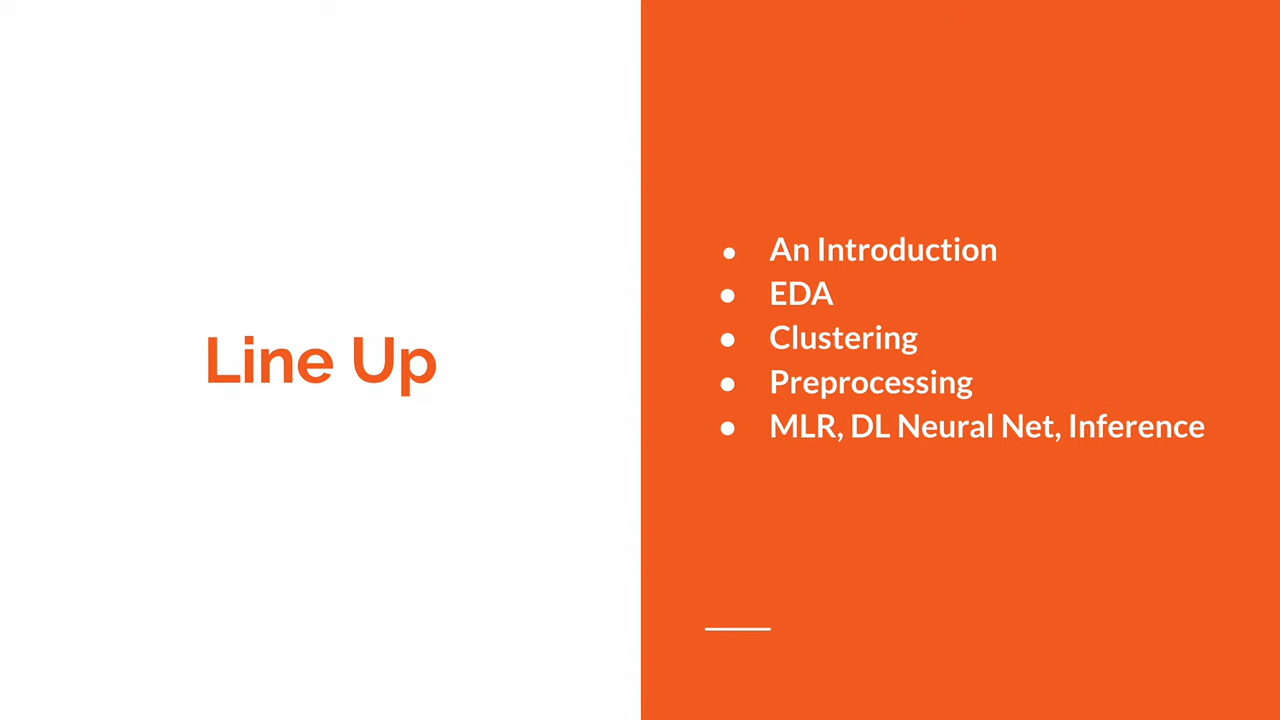 Line Up
● An Introduction
● EDA
● Clustering
● Preprocessing
● MLR, DL Neural Net, Inference